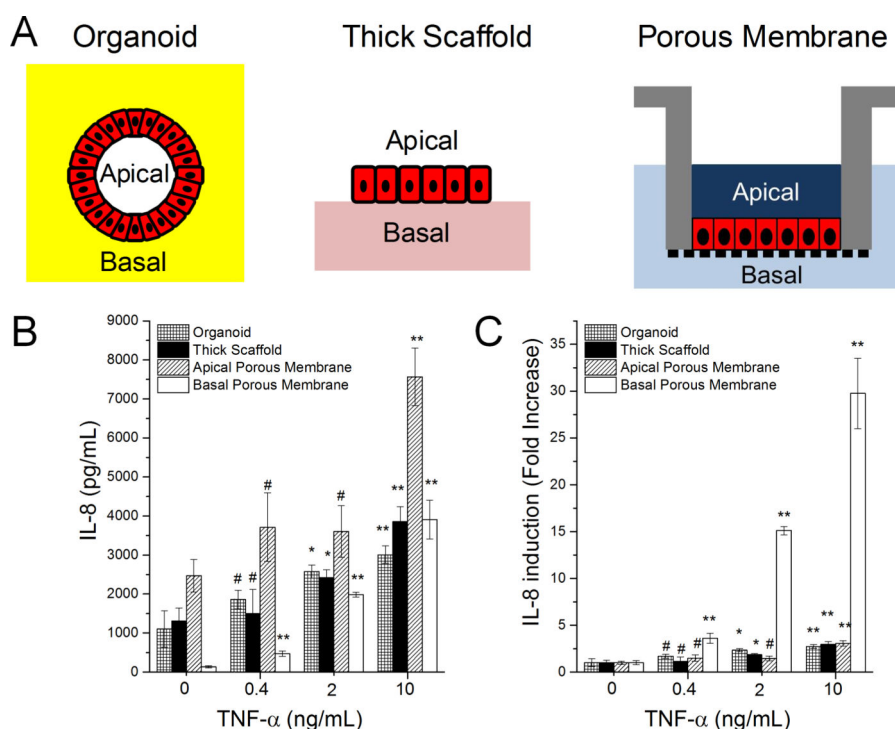 A
Organoid
Thick Scaffold
Porous Membrane
Apical
Basal
Apical
Basal
Apical
Basal
B
IL-8 (pg/mL)
9000
8000
7000
6000
5000
4000
3000
2000
1000
0
Organoid
Thick Scaffold
Apical Porous Membrane
Basal Porous Membrane
# # # **
* * # **
** ** ** **
0 0.4 2 10
TNF-α (ng/mL)
C
IL-8 induction (Fold Increase)
35
30
25
20
15
10
5
0
Organoid
Thick Scaffold
Apical Porous Membrane
Basal Porous Membrane
# # # **
* * # **
** ** ** **
0 0.4 2 10
TNF-α (ng/mL)